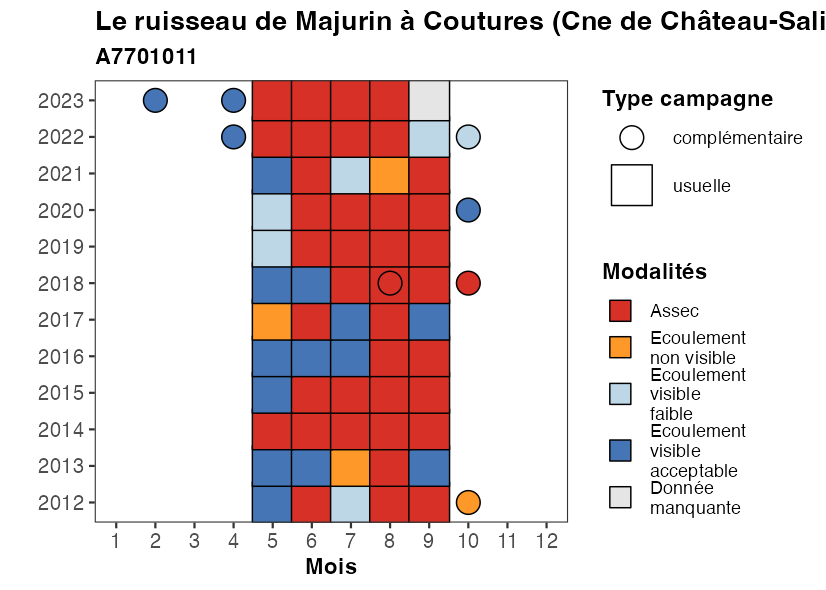 Le ruisseau de Majurin à Coutures (Cne de Château-Sali
A7701011
2023
2022
2021
2020
2019
2018
2017
2016
2015
2014
2013
2012
1 2 3 4 5 6 7 8 9 10 11 12
Mois
Type campagne
complémentaire
usuelle
Modalités
Assec
Ecoulement
non visible
Ecoulement
visible
faible
Ecoulement
visible
acceptable
Donnée
manquante